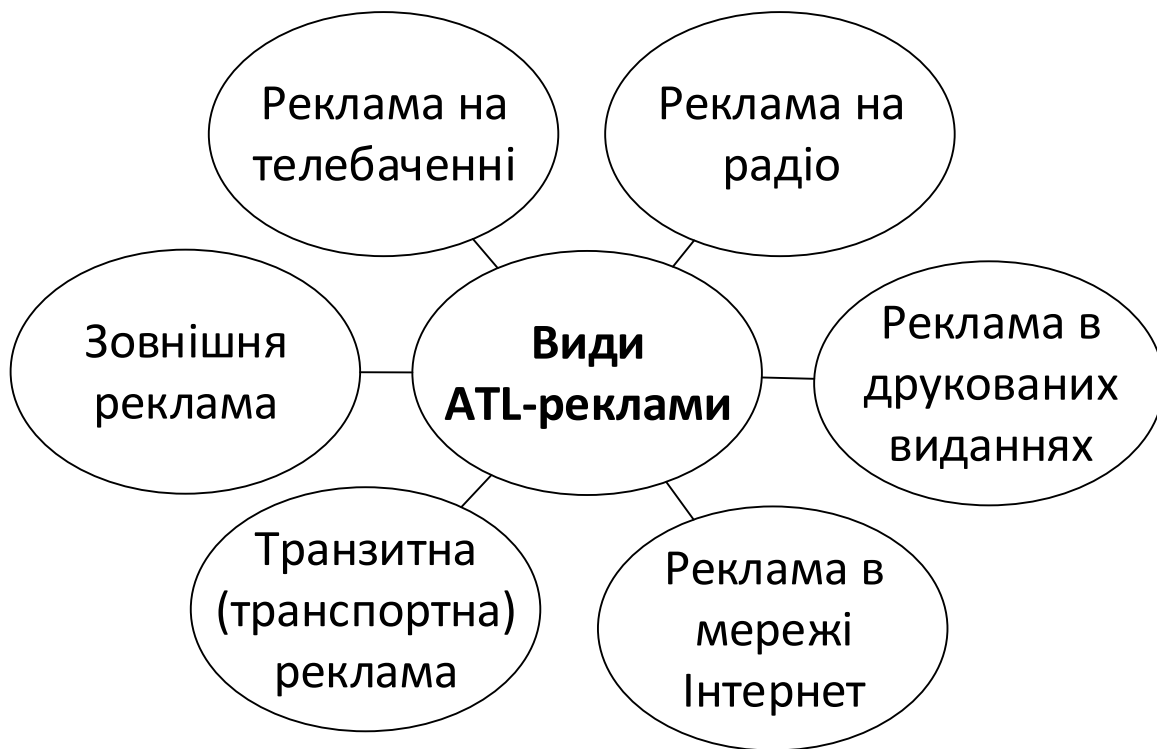 Реклама на
телебаченні
Реклама на
радіо
Зовнішня
реклама
Види
ATL-реклами
Реклама в
друкованих
виданнях
Транзитна
(транспортна)
реклама
Реклама в
мережі
Інтернет